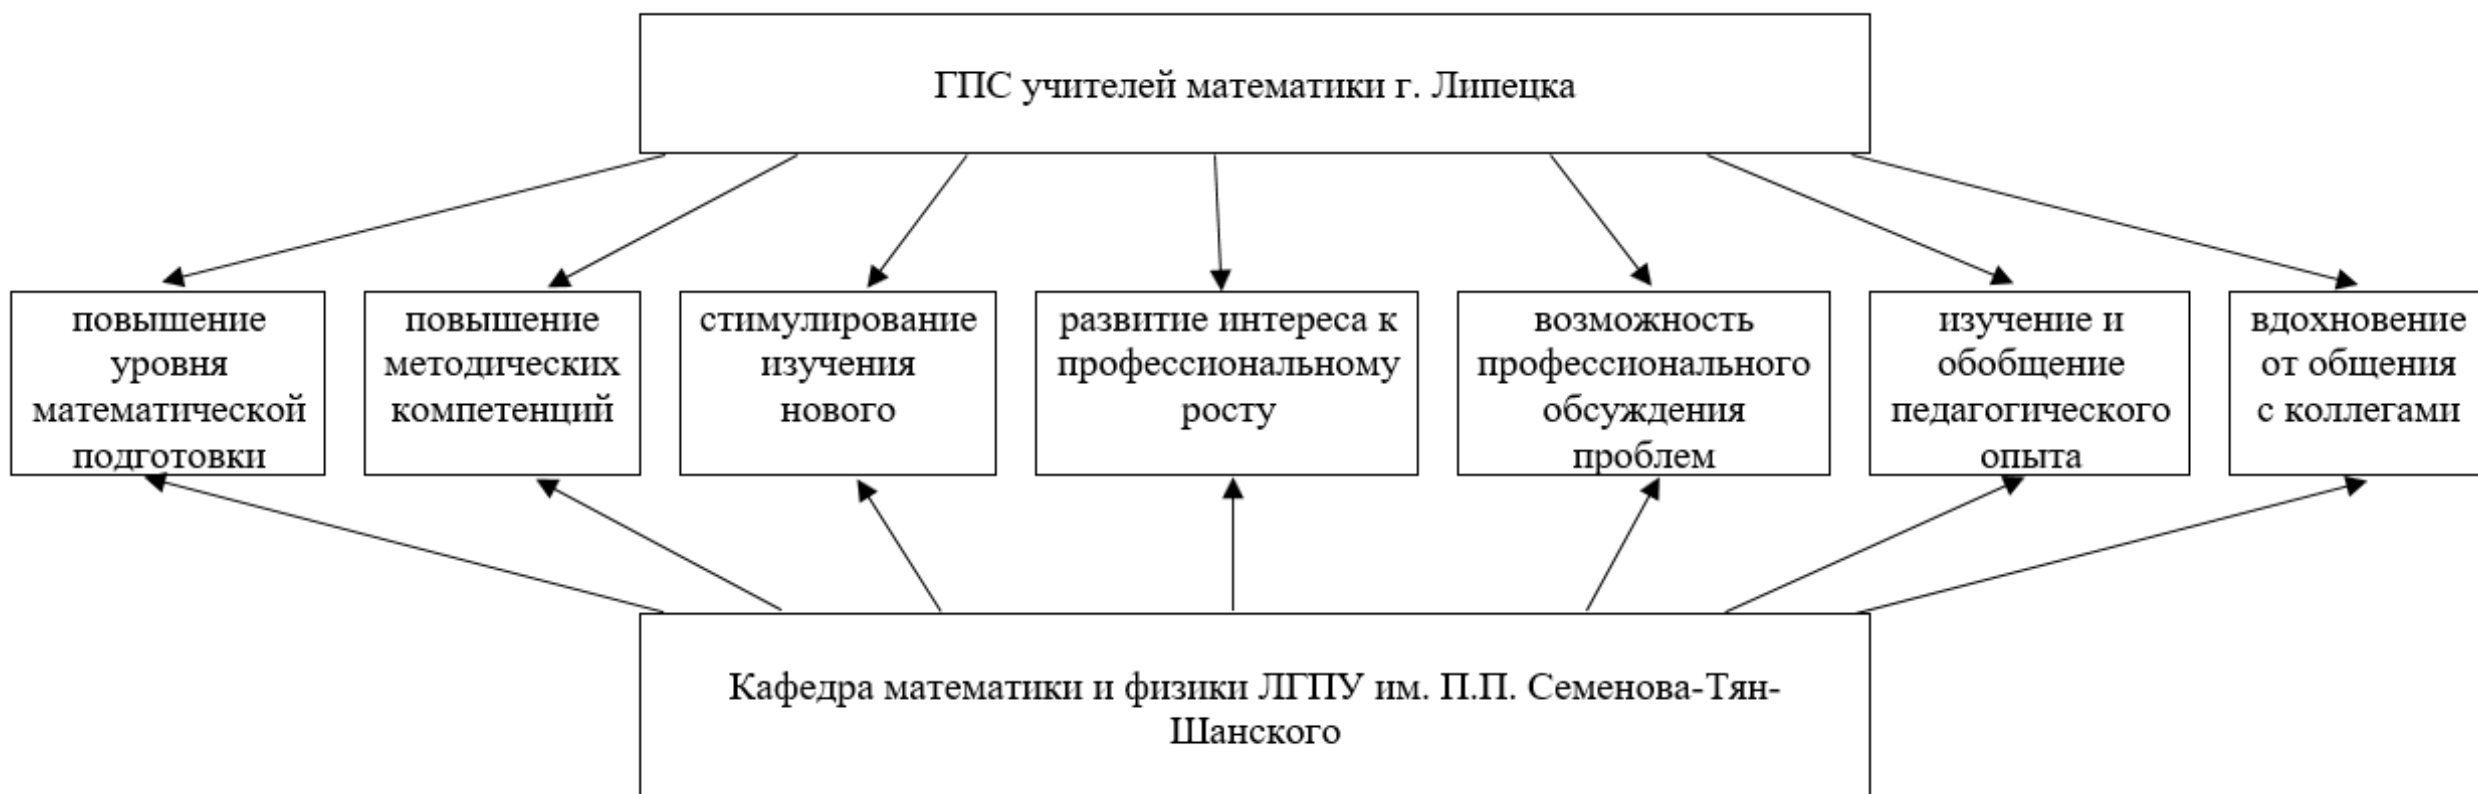 ГПС учителей математики г. Липецка
повышение
уровня
математической
подготовки
повышение
методических
компетенций
стимулирование
изучения
нового
развитие интереса к
профессиональному
росту
возможность
профессионального
обсуждения
проблем
изучение и
обобщение
педагогического
опыта
вдохновение
от общения
с коллегами
Кафедра математики и физики ЛГПУ им. П.П. Семенова-Тян-
Шанского